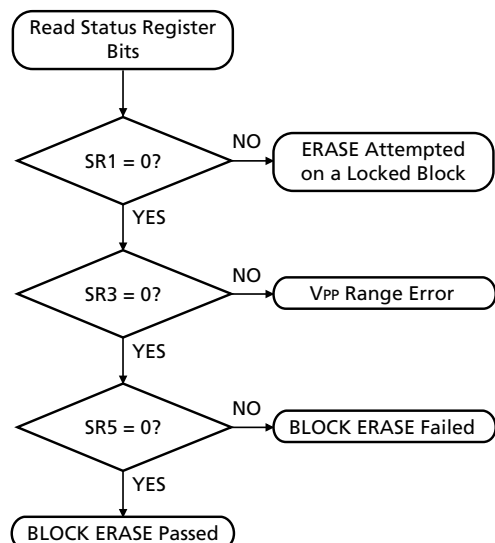 Read Status Register
Bits
SR1 = 0?
NO
ERASE Attempted
on a Locked Block
YES
SR3 = 0?
NO
VPP Range Error
YES
SR5 = 0?
NO
BLOCK ERASE Failed
YES
BLOCK ERASE Passed